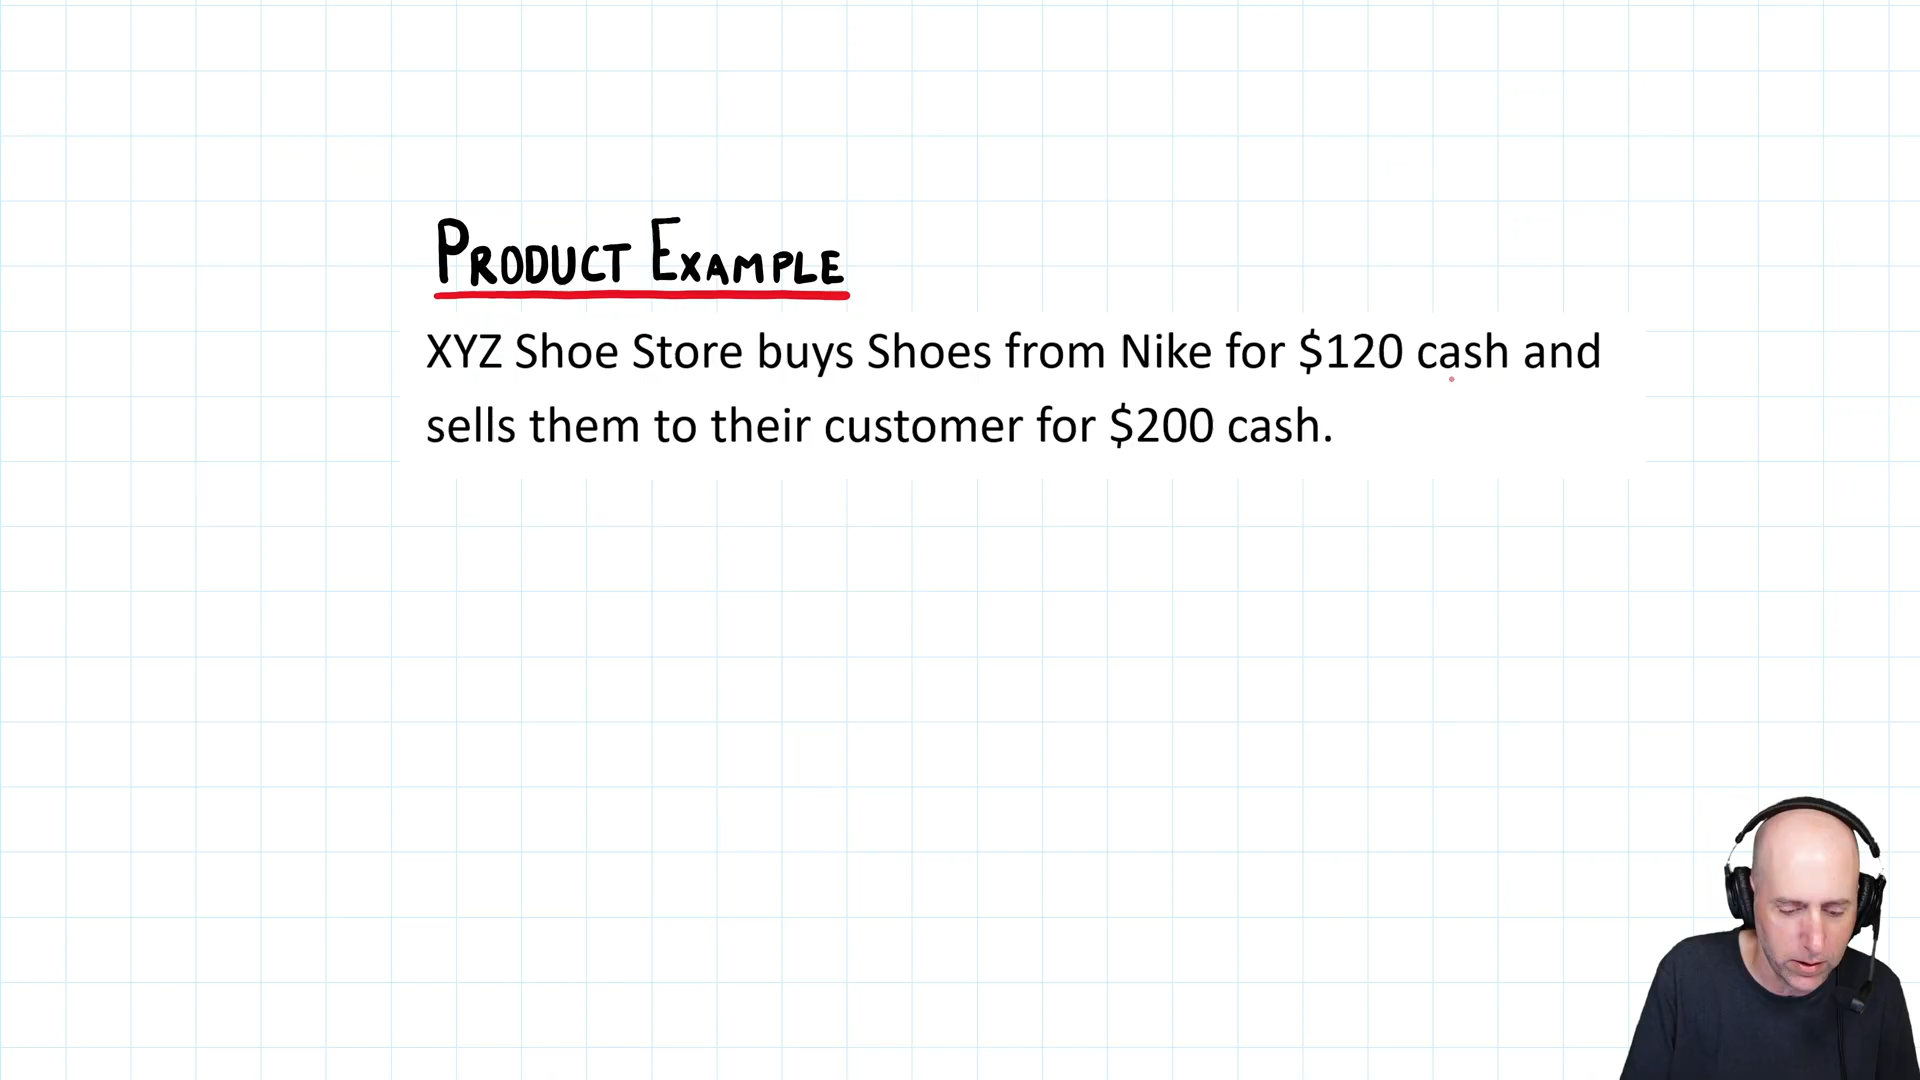 PRODUCT EXAMPLE
XYZ Shoe Store buys Shoes from Nike for $120 cash and
sells them to their customer for $200 cash.